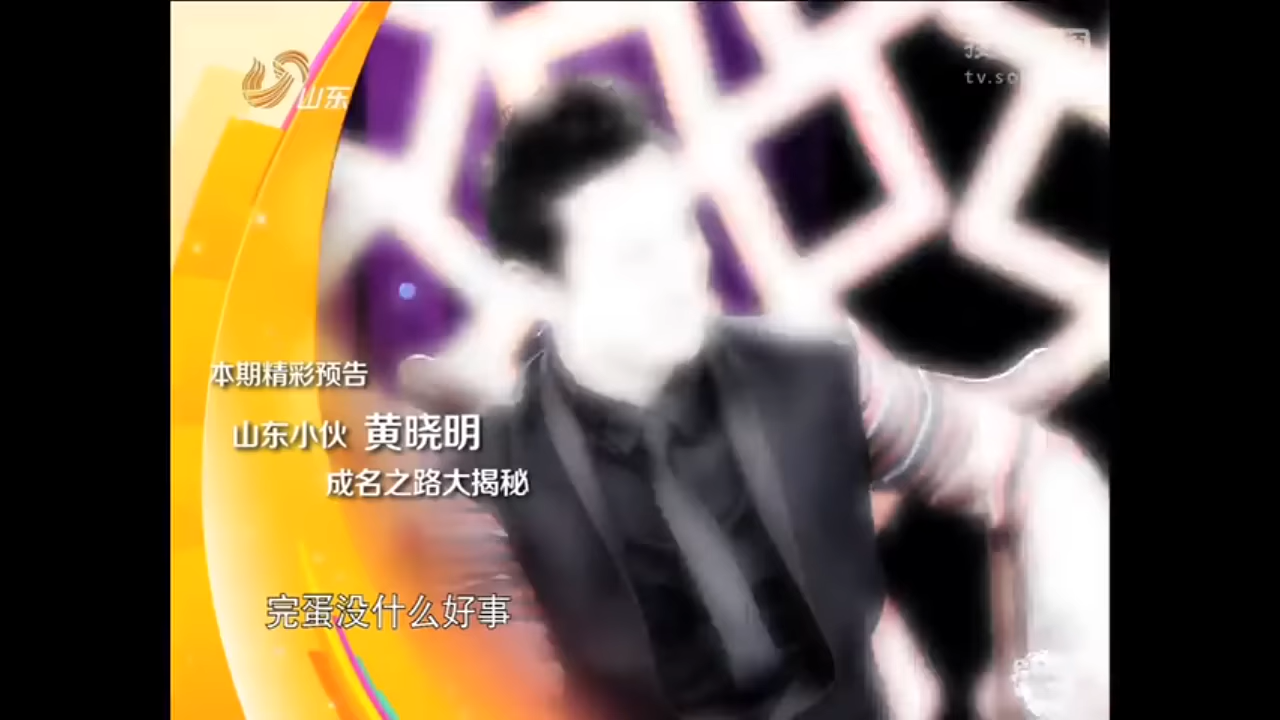 山东
tv.so
本期精彩预告
山东小伙 黄晓明
成名之路大揭秘
完蛋没什么好事